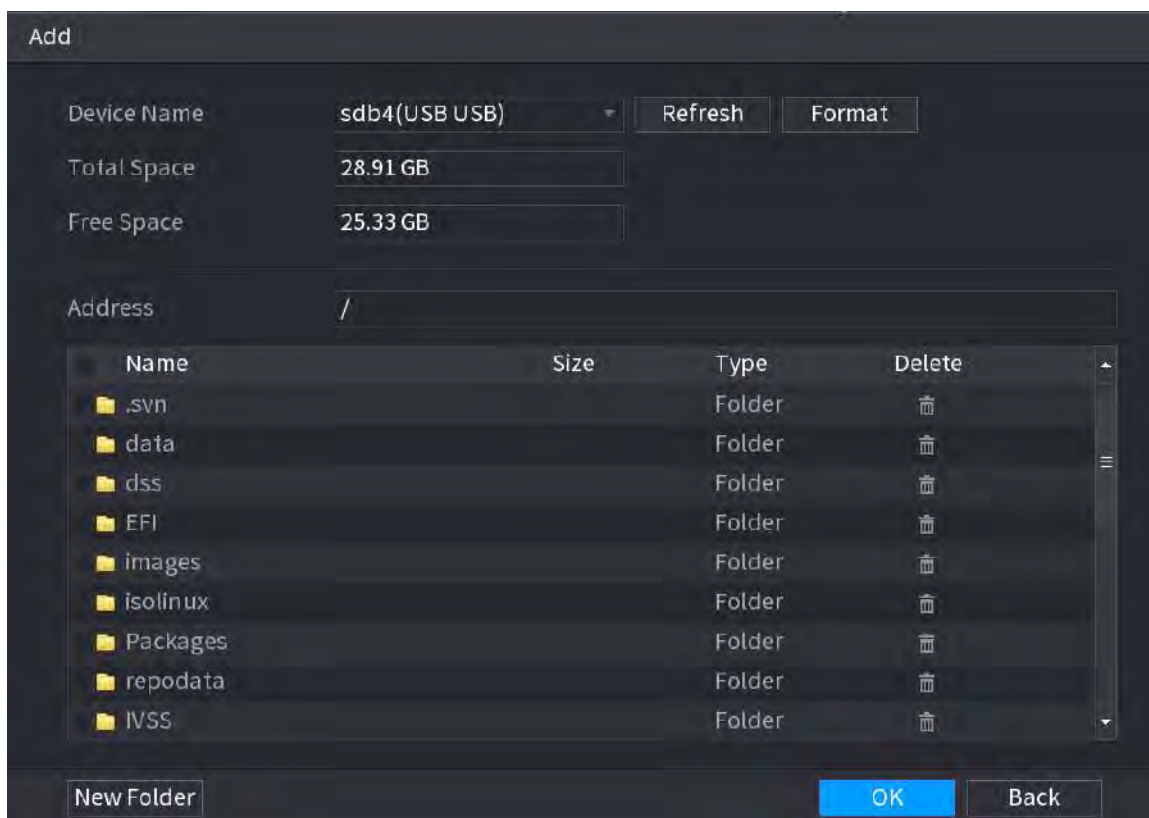 Add
Device Name sdb4(USB USB) Refresh Format
Total Space 28.91 GB
Free Space 25.33 GB
Address /
Name Size Type Delete
.svn Folder
data Folder
dss Folder
EFI Folder
images Folder
isolinux Folder
Packages Folder
repodata Folder
IVSS Folder
New Folder OK Back